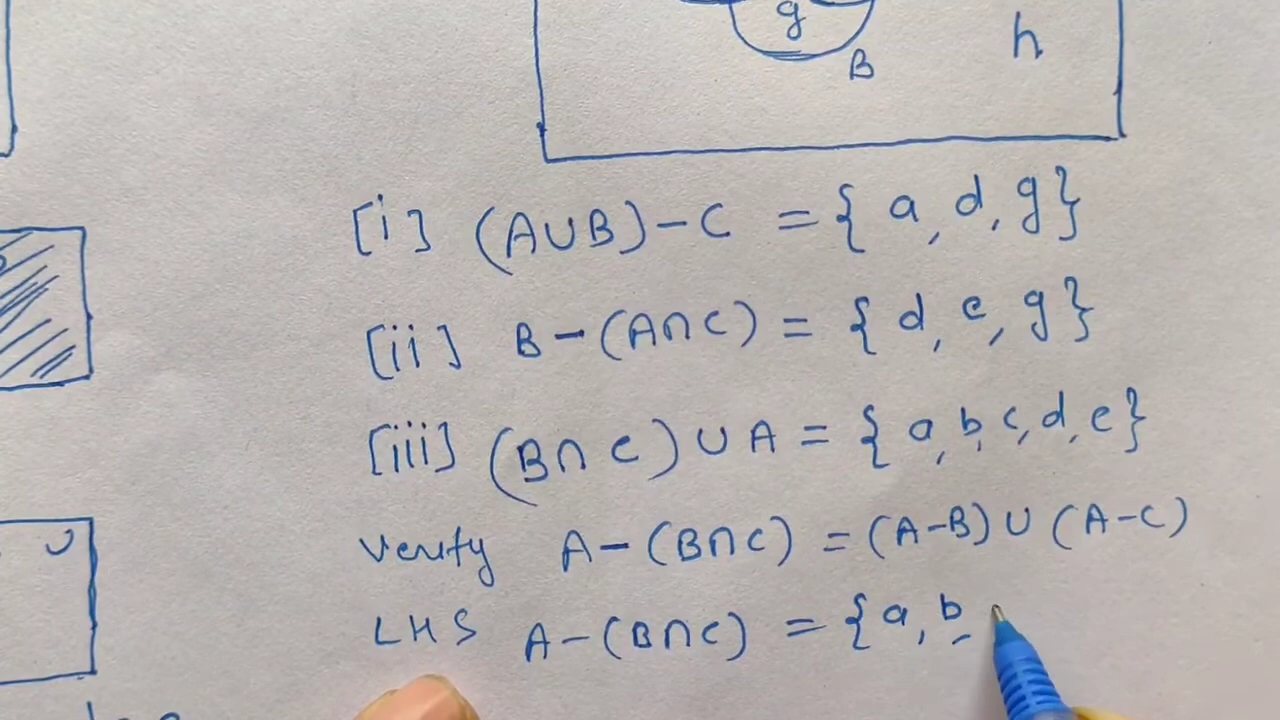 g
B
h
[i] (A∪B)-C = { a, d, g}
[ii] B-(A∩C) = { d, e, g}
[iii] (B∩C) ∪ A = { a, b, c, d, e}
U
Verify A-(B∩C) = (A-B) ∪ (A-C)
LHS A-(B∩C) = { a, b,